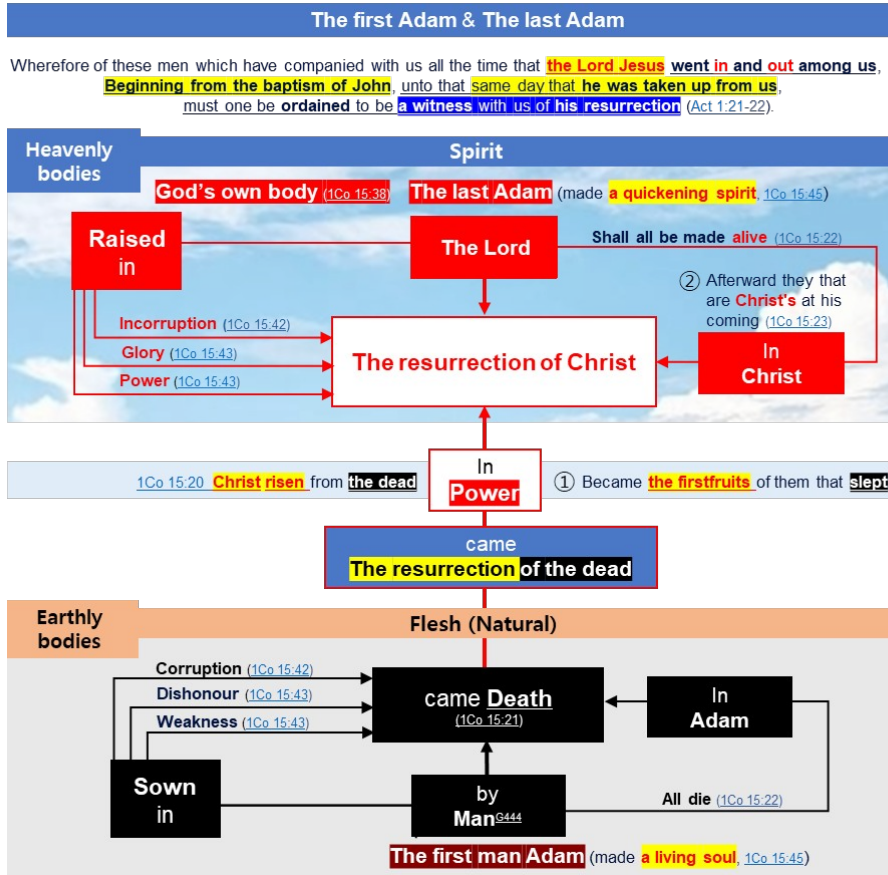 The first Adam & The last Adam
Wherefore of these men which have companied with us all the time that the Lord Jesus went in and out among us,
Beginning from the baptism of John, unto that same day that he was taken up from us,
must one be ordained to be a witness with us of his resurrection (Act 1:21-22).
Heavenly
bodies
Spirit
God's own body (1Co 15:38) The last Adam (made a quickening spirit, 1Co 15:45)
Raised
in
The Lord
Shall all be made alive (1Co 15:22)
② Afterward they that
are Christ's at his
coming (1Co 15:23)
Incorruption (1Co 15:42)
Glory (1Co 15:43)
Power (1Co 15:43)
The resurrection of Christ
In
Christ
1Co 15:20 Christ risen from the dead
In
Power
① Became the firstfruits of them that slept
came
The resurrection of the dead
Earthly
bodies
Flesh (Natural)
Corruption (1Co 15:42)
Dishonour (1Co 15:43)
Weakness (1Co 15:43)
came Death
(1Co 15:21)
In
Adam
Sown
in
by
Man G444
All die (1Co 15:22)
The first man Adam (made a living soul, 1Co 15:45)